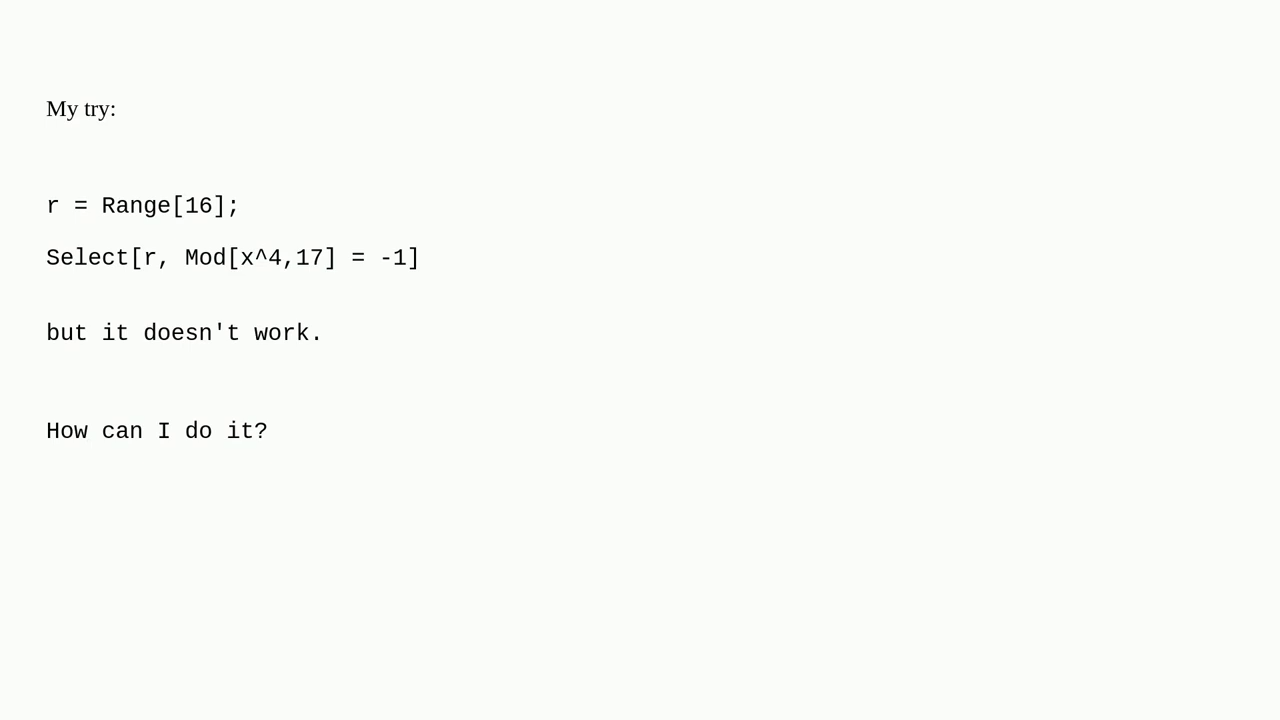 My try:
r = Range[16];
Select[r, Mod[x^4,17] = -1]
but it doesn't work.
How can I do it?